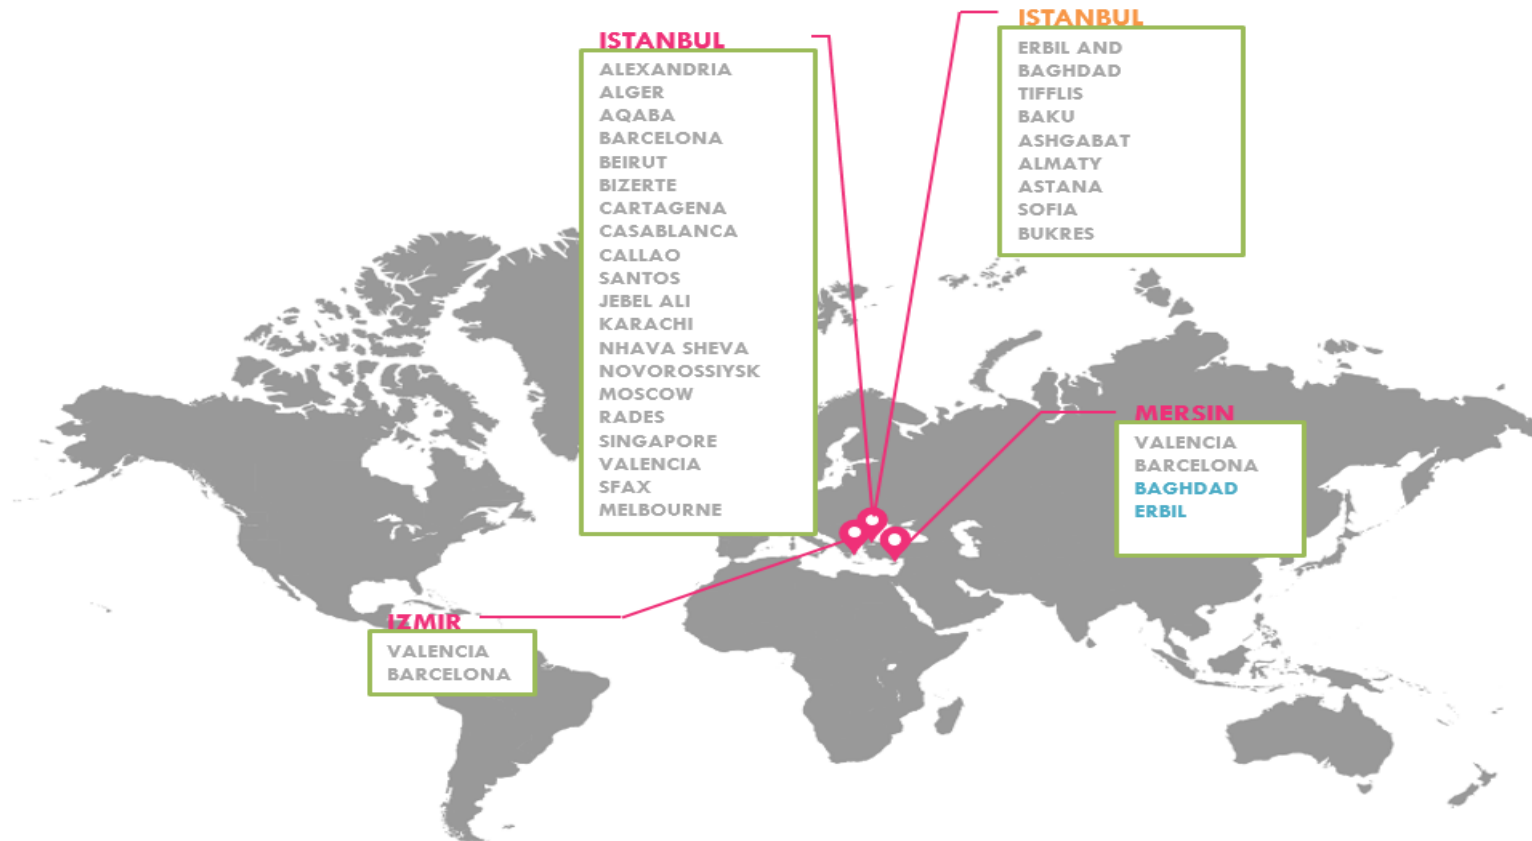 ISTANBUL
ALEXANDRIA
ALGER
AQABA
BARCELONA
BEIRUT
BIZERTE
CARTAGENA
CASABLANCA
CALLAO
SANTOS
JEBEL ALI
KARACHI
NHAVA SHEVA
NOVOROSSIYSK
MOSCOW
RADES
SINGAPORE
VALENCIA
SFAX
MELBOURNE
ISTANBUL
ERBIL AND
BAGHDAD
TIFFLIS
BAKU
ASHGABAT
ALMATY
ASTANA
SOFIA
BUKRES
MERSIN
VALENCIA
BARCELONA
BAGHDAD
ERBIL
IZMIR
VALENCIA
BARCELONA